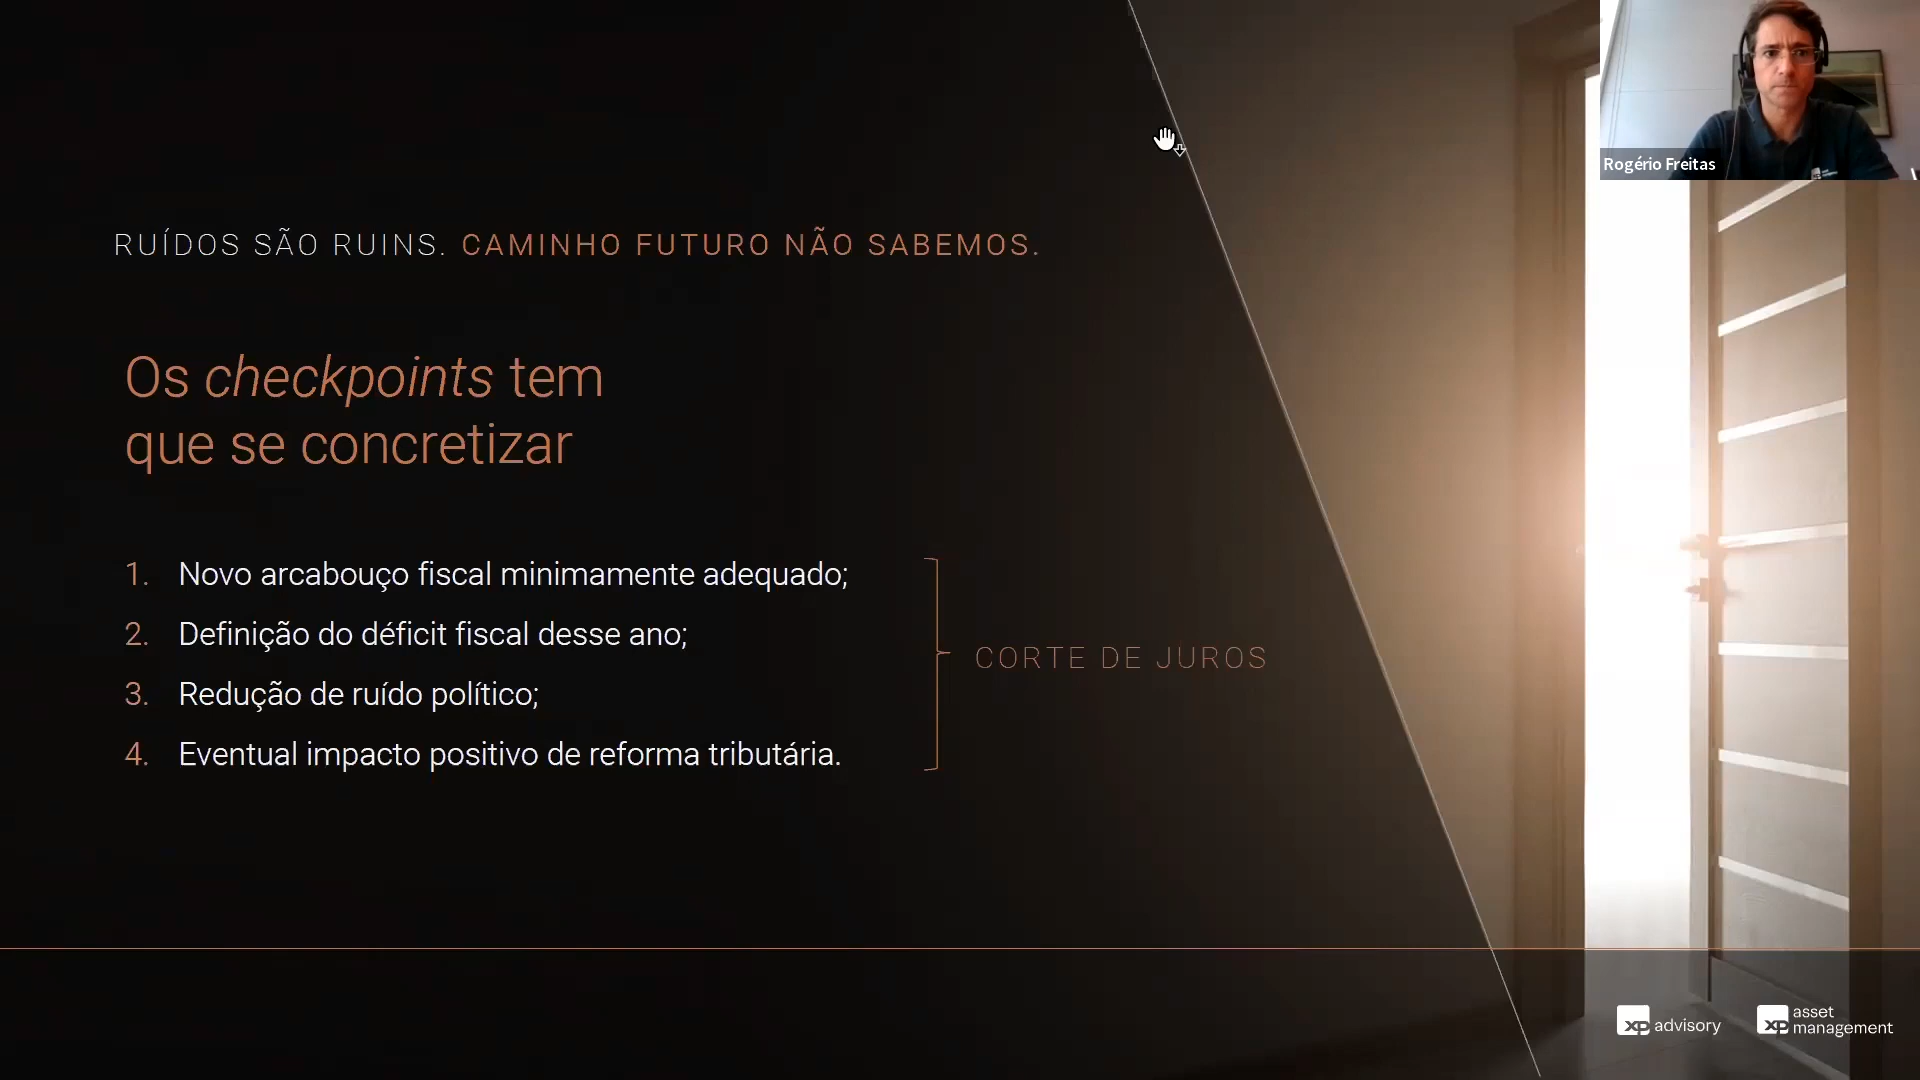 Rogério Freitas
RUÍDOS SÃO RUINS. CAMINHO FUTURO NÃO SABEMOS.
Os checkpoints tem
que se concretizar
1. Novo arcabouço fiscal minimamente adequado;
2. Definição do déficit fiscal desse ano;
3. Redução de ruído político;
4. Eventual impacto positivo de reforma tributária.
CORTE DE JUROS
xp advisory
xp asset
management